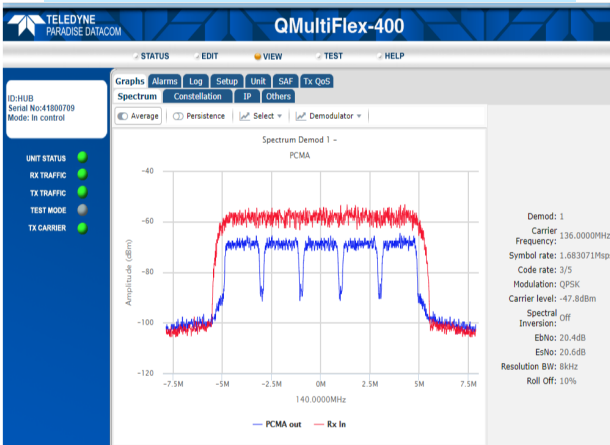 TELEDYNE
PARADISE DATACOM
QMultiFlex-400
STATUS EDIT VIEW TEST HELP
ID:HUB
Serial No:41800709
Mode: In control
UNIT STATUS
RX TRAFFIC
TX TRAFFIC
TEST MODE
TX CARRIER
Graphs Alarms Log Setup Unit SAF Tx QoS
Spectrum Constellation IP Others
Average Persistence Select Demodulator
Spectrum Demod 1 -
PCMA
Amplitude (dBm)
-40
-60
-80
-100
-120
-7.5M -5M -2.5M 0M 2.5M 5M 7.5M
140.0000MHz
PCMA out Rx In
Demod: 1
Carrier
Frequency: 136.0000MHz
Symbol rate: 1.683071Msps
Code rate: 3/5
Modulation: QPSK
Carrier level: -47.8dBm
Spectral
Inversion: Off
EbNo: 20.4dB
EsNo: 20.6dB
Resolution BW: 8kHz
Roll Off: 10%